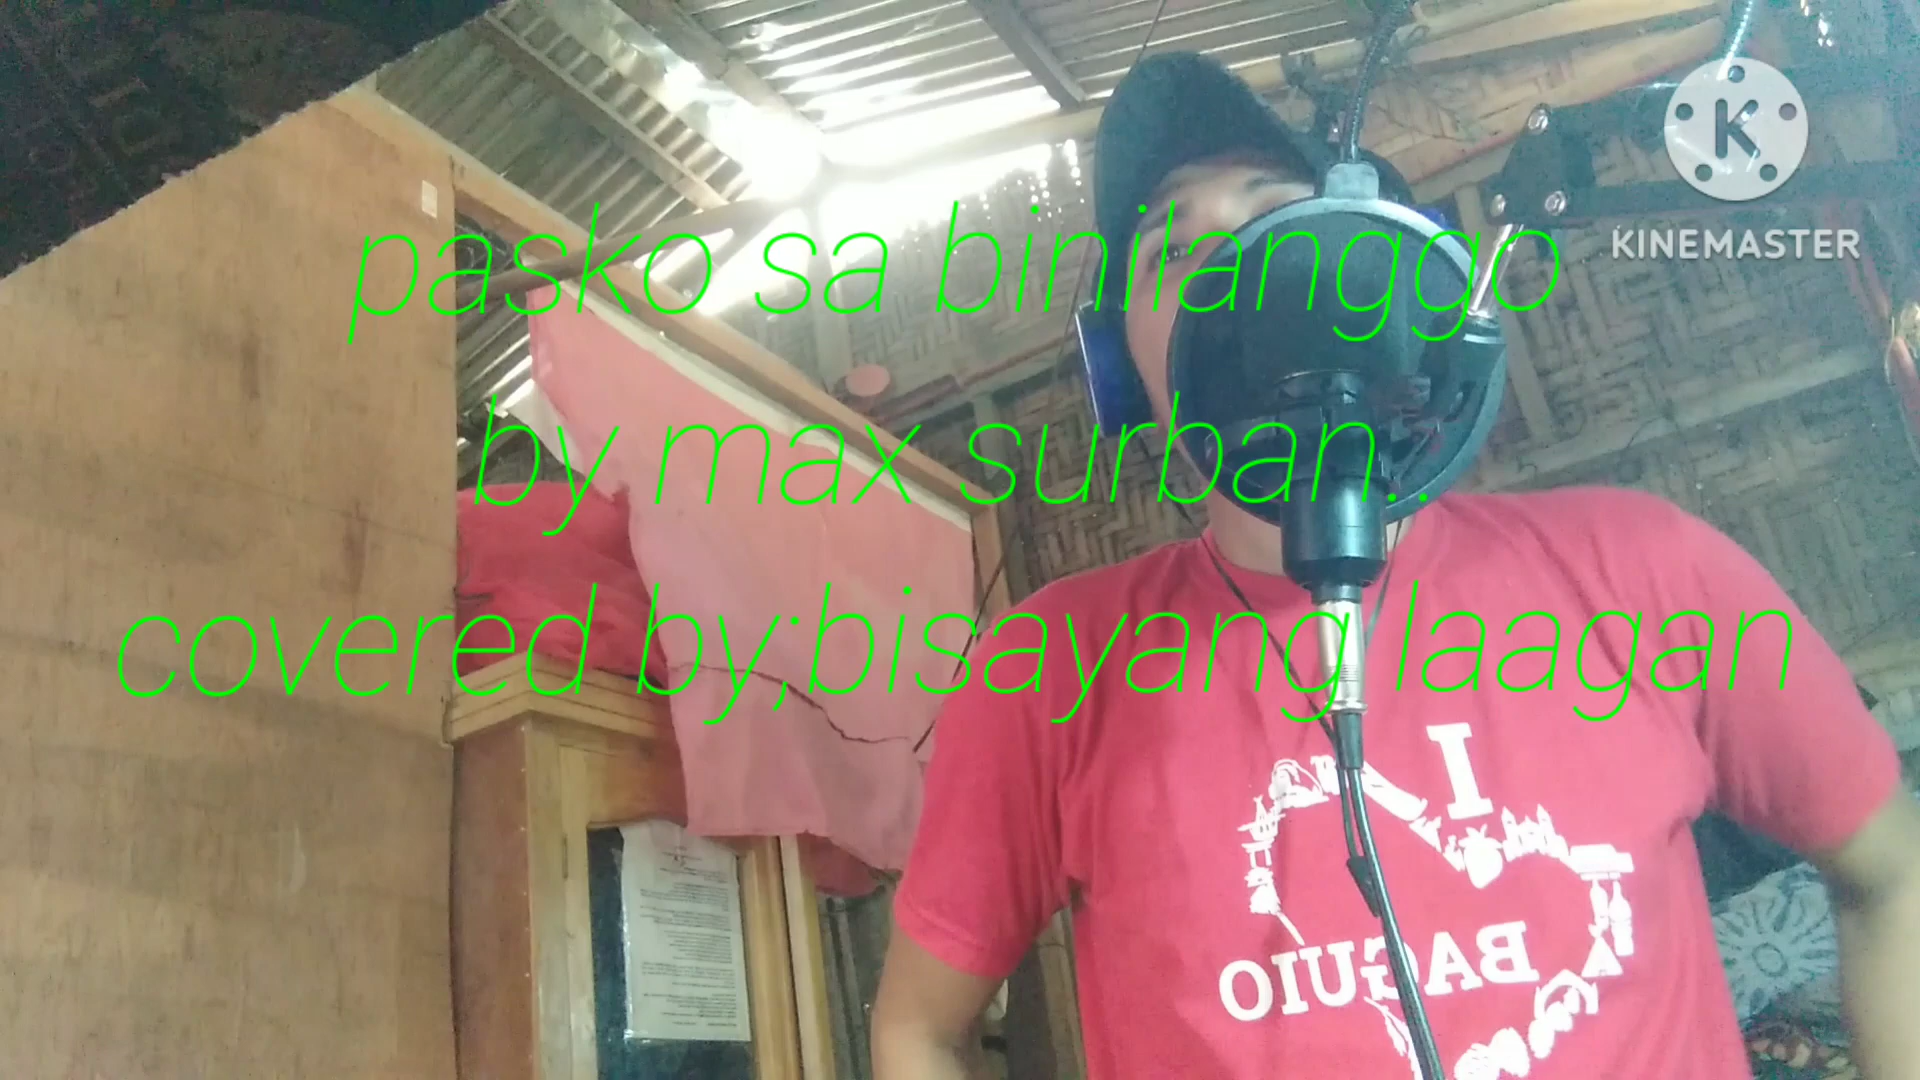 K
KINEMASTER
pasko sa binilanggo
by max surban..
covered by;bisayang laagan
I
BAGUIO